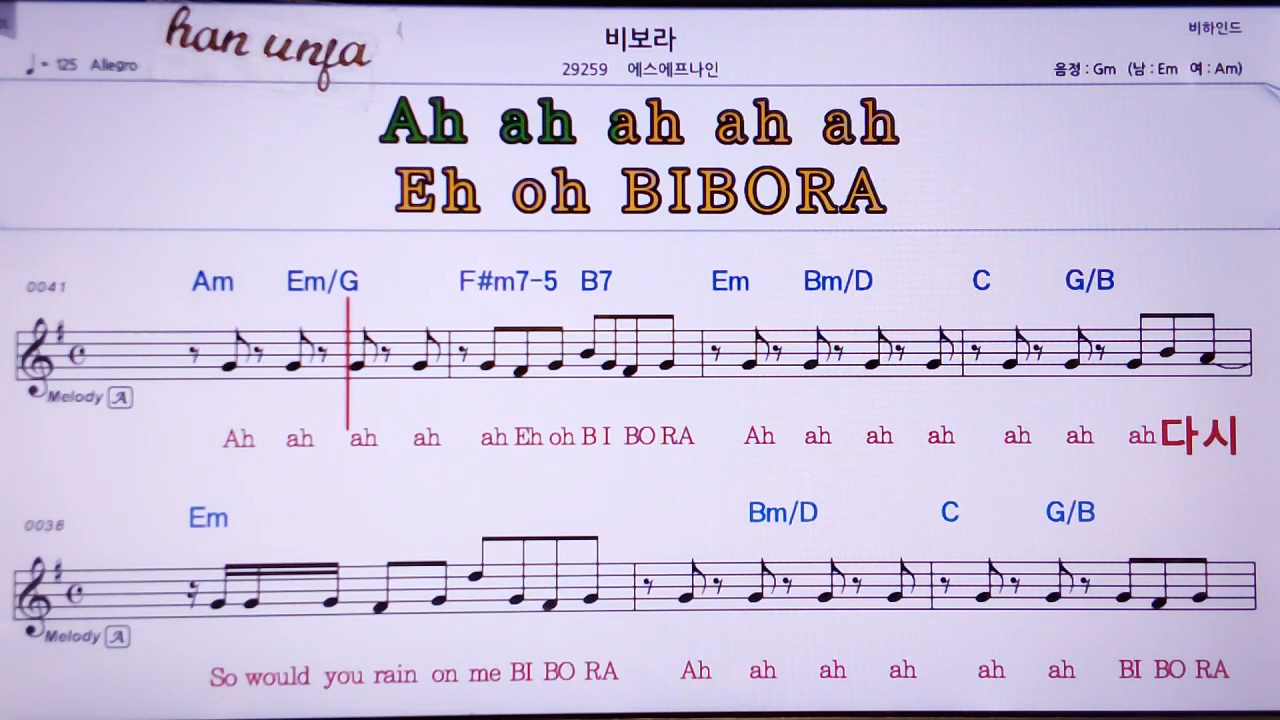 han unfa
비보라
비하인드
♩= 125 Allegro
29259 에스에프나인
음정 : Gm (남 : Em 여 : Am)
Ah ah ah ah ah
Eh oh BIBORA
0041
Am Em/G F#m7-5 B7 Em Bm/D C G/B
Melody A
Ah ah ah ah ah Eh oh B I BO RA Ah ah ah ah ah ah ah 다시
0038
Em Bm/D C G/B
Melody A
So would you rain on me BI BO RA Ah ah ah ah ah ah BI BO RA